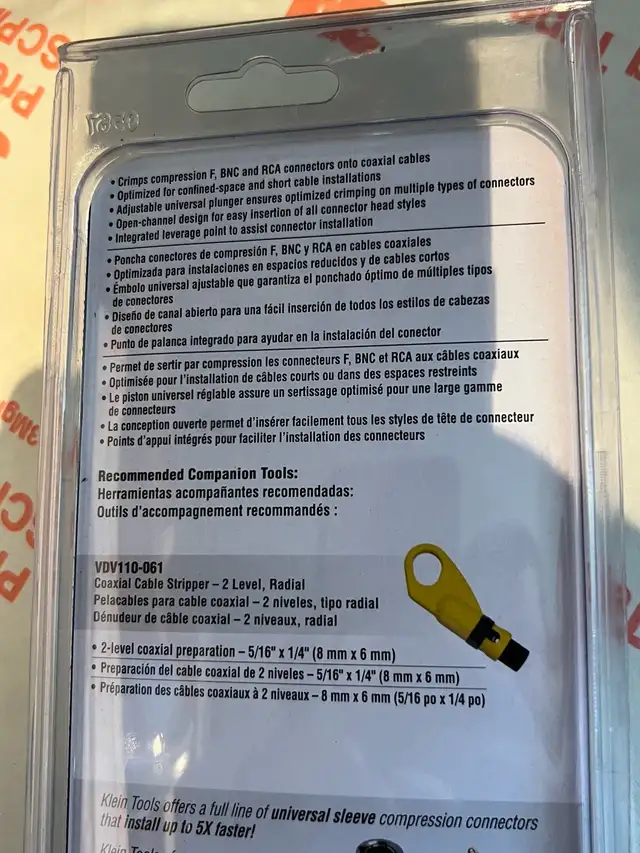 • Crimps compression F, BNC and RCA connectors onto coaxial cables
• Optimized for confined-space and short cable installations
• Adjustable universal plunger ensures optimized crimping on multiple types of connectors
• Open-channel design for easy insertion of all connector head styles
• Integrated leverage point to assist connector installation
• Poncha conectores de compresión F, BNC y RCA en cables coaxiales
• Optimizada para instalaciones en espacios reducidos y de cables cortos
• Émbolo universal ajustable que garantiza el ponchado óptimo de múltiples tipos
de conectores
• Diseño de canal abierto para una fácil inserción de todos los estilos de cabezas
de conectores
• Punto de palanca integrado para ayudar en la instalación del conector
• Permet de sertir par compression les connecteurs F, BNC et RCA aux câbles coaxiaux
• Optimisée pour l'installation de câbles courts ou dans des espaces restreints
• Le piston universel réglable assure un sertissage optimisé pour une large gamme
de connecteurs
• La conception ouverte permet d'insérer facilement tous les styles de tête de connecteur
• Points d'appui intégrés pour faciliter l'installation des connecteurs
Recommended Companion Tools:
Herramientas acompañantes recomendadas:
Outils d'accompagnement recommandés :
VDV110-061
Coaxial Cable Stripper – 2 Level, Radial
Pelacables para cable coaxial – 2 niveles, tipo radial
Dénudeur de câble coaxial – 2 niveaux, radial
• 2-level coaxial preparation – 5/16" x 1/4" (8 mm x 6 mm)
• Preparación del cable coaxial de 2 niveles – 5/16" x 1/4" (8 mm x 6 mm)
• Préparation des câbles coaxiaux à 2 niveaux – 8 mm x 6 mm (5/16 po x 1/4 po)
Klein Tools offers a full line of universal sleeve compression connectors
that install up to 5X faster!